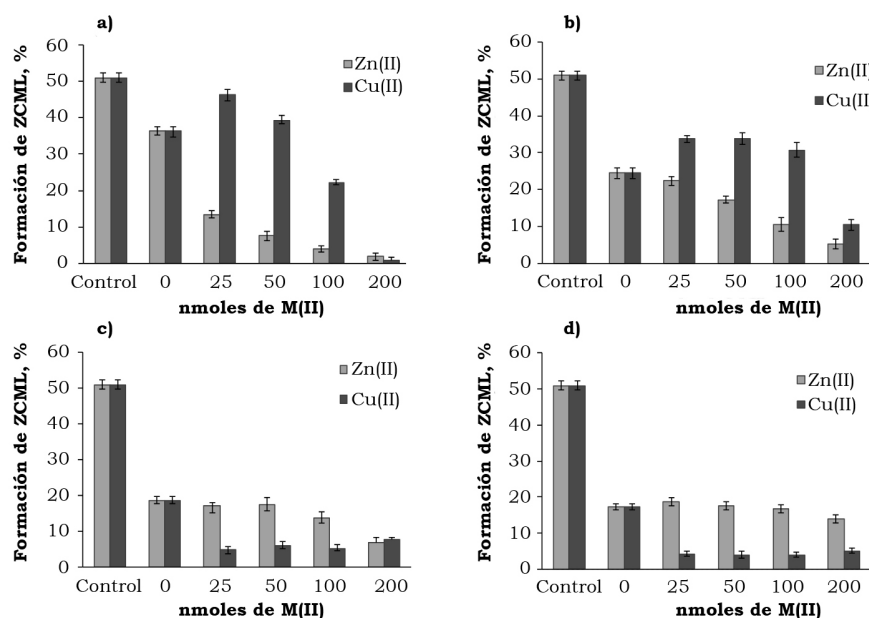 a)
Formación de ZCML, %
60
50
40
30
20
10
0
Zn(II)
Cu(II)
Control 0 25 50 100 200
nmoles de M(II)
b)
Formación de ZCML, %
60
50
40
30
20
10
0
Zn(II)
Cu(II
Control 0 25 50 100 200
nmoles de M(II)
c)
Formación de ZCML, %
60
50
40
30
20
10
0
Zn(II)
Cu(II)
Control 0 25 50 100 200
nmoles de M(II)
d)
Formación de ZCML, %
60
50
40
30
20
10
0
Zn(II)
Cu(II)
Control 0 25 50 100 200
nmoles de M(II)